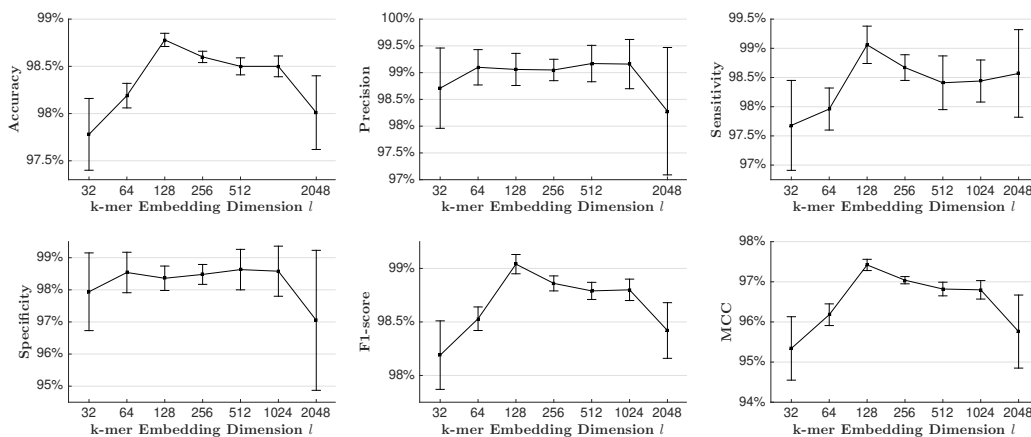 99%
98.5%
98%
97.5%
Accuracy
32 64 128 256 512 2048
k-mer Embedding Dimension l
100%
99.5%
99%
98.5%
98%
97.5%
97%
Precision
32 64 128 256 512 1024 2048
k-mer Embedding Dimension l
99.5%
99%
98.5%
98%
97.5%
97%
Sensitivity
32 64 128 256 512 1024 2048
k-mer Embedding Dimension l
99%
98%
97%
96%
95%
Specificity
32 64 128 256 512 1024 2048
k-mer Embedding Dimension l
99%
98.5%
98%
F1-score
32 64 128 256 512 1024 2048
k-mer Embedding Dimension l
98%
97%
96%
95%
94%
MCC
32 64 128 256 512 1024 2048
k-mer Embedding Dimension l